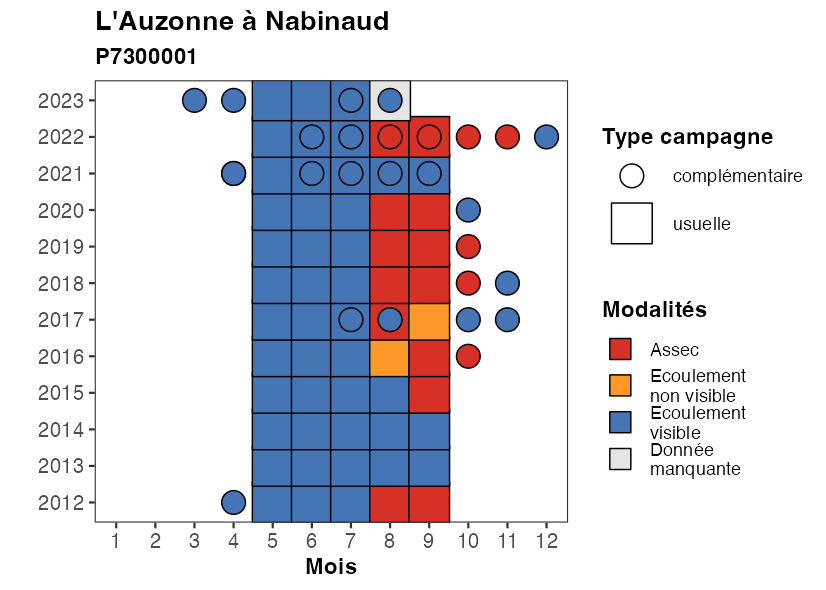 L'Auzonne à Nabinaud
P7300001
2023
2022
2021
2020
2019
2018
2017
2016
2015
2014
2013
2012
1 2 3 4 5 6 7 8 9 10 11 12
Mois
Type campagne
complémentaire
usuelle
Modalités
Assec
Ecoulement
non visible
Ecoulement
visible
Donnée
manquante